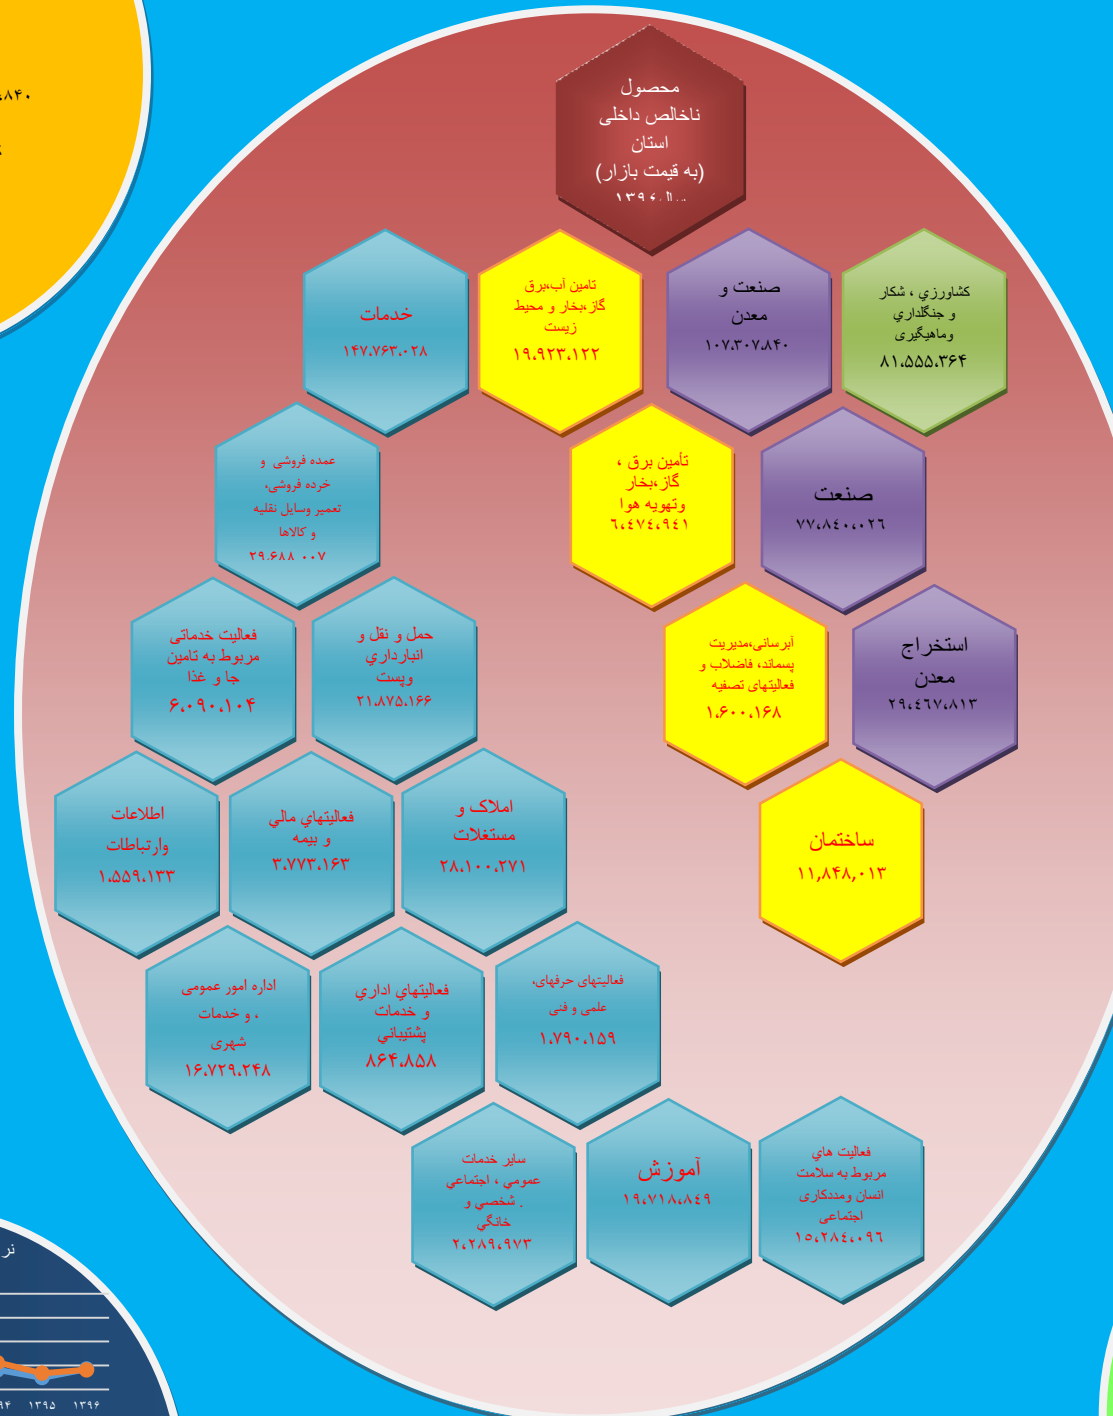 محصول
ناخالص داخلی
استان
(به قیمت بازار)
سال ۱۳۹۶
کشاورزي ، شکار
و جنگلداري
وماهیگیری
۸۱،۵۵۵،۳۶۴
صنعت و
معدن
۱۰۷،۳۰۷،۸۴۰
تامین آب،برق
گاز،بخار و محیط
زیست
۱۹،۹۲۳،۱۲۲
خدمات
۱۴۷،۷۶۳،۰۲۸
صنعت
۷۷،۸٤۰،۰۲٦
تأمین برق ،
گاز،بخار
وتهویه هوا
٦،٤٧٤،٩٤١
عمده فروشی و
خرده فروشی،
تعمیر وسایل نقلیه
و کالاها
۲۹،۶۸۸،۰۰۷
استخراج
معدن
۲۹،٤٦۷،۸۱۳
آبرسانی،مدیریت
پسماند، فاضلاب و
فعالیتهای تصفیه
۱،۶۰۰،۱۶۸
حمل و نقل و
انبارداري
وپست
۲۱،۸۷۵،۱۶۶
فعالیت خدماتی
مربوط به تامین
جا و غذا
۶،۰۹۰،۱۰۴
ساختمان
۱۱,۸۴۸,۰۱۳
املاک و
مستغلات
۲۸،۱۰۰،۲۷۱
فعالیتهاي مالي
و بیمه
۳،۷۷۳،۱۶۳
اطلاعات
وارتباطات
۱،۵۵۹،۱۳۳
فعالیتهای حرفهای،
علمی و فنی
۱،۷۹۰،۱۵۹
فعالیتهاي اداري
و خدمات
پشتیباني
۸۶۴،۸۵۸
اداره امور عمومی
، و خدمات
شهری
۱۶،۷۲۹،۲۴۸
فعالیت هاي
مربوط به سلامت
انسان ومددکاری
اجتماعی
۱٥،۲۸٤،۰۹٦
آموزش
۱۹،۷۱۸،۸٤۹
سایر خدمات
عمومي ، اجتماعي
. شخصي و
خانگي
۲،۲۸۹،۹۷۳
۱۳۹۵ ۱۳۹۶